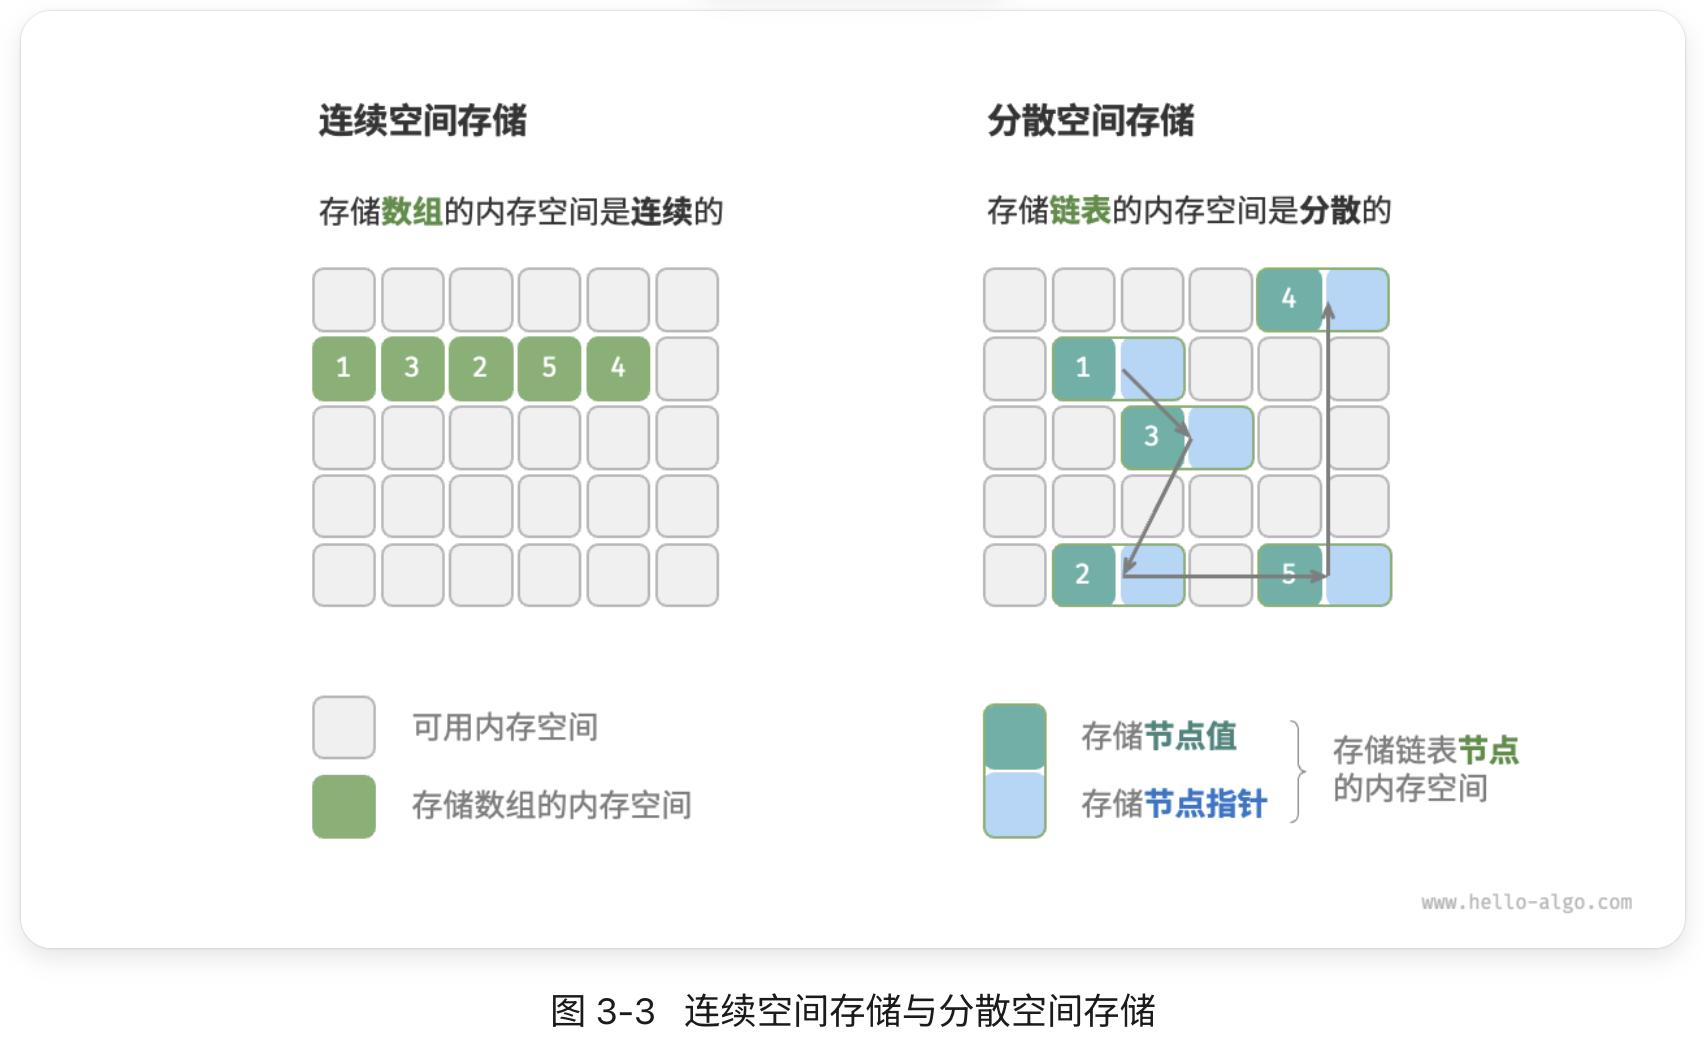 连续空间存储
存储数组的内存空间是连续的
1 3 2 5 4
可用内存空间
存储数组的内存空间
分散空间存储
存储链表的内存空间是分散的
4
1
3
2 5
存储节点值
存储节点指针
存储链表节点
的内存空间
www.hello-algo.com
图 3-3 连续空间存储与分散空间存储